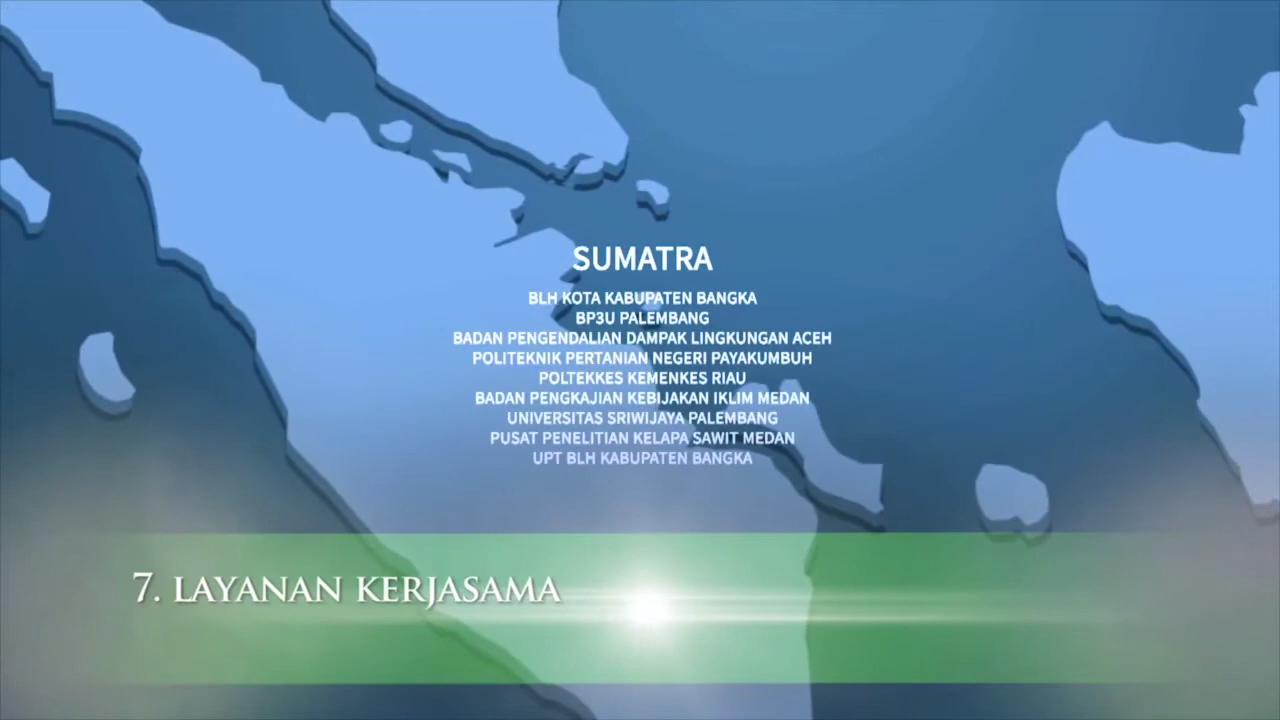 SUMATRA
BLH KOTA KABUPATEN BANGKA
BP3U PALEMBANG
BADAN PENGENDALIAN DAMPAK LINGKUNGAN ACEH
POLITEKNIK PERTANIAN NEGERI PAYAKUMBUH
POLTEKKES KEMENKES RIAU
BADAN PENGKAJIAN KEBIJAKAN IKLIM MEDAN
UNIVERSITAS SRIWIJAYA PALEMBANG
PUSAT PENELITIAN KELAPA SAWIT MEDAN
UPT BLH KABUPATEN BANGKA
7. LAYANAN KERJASAMA